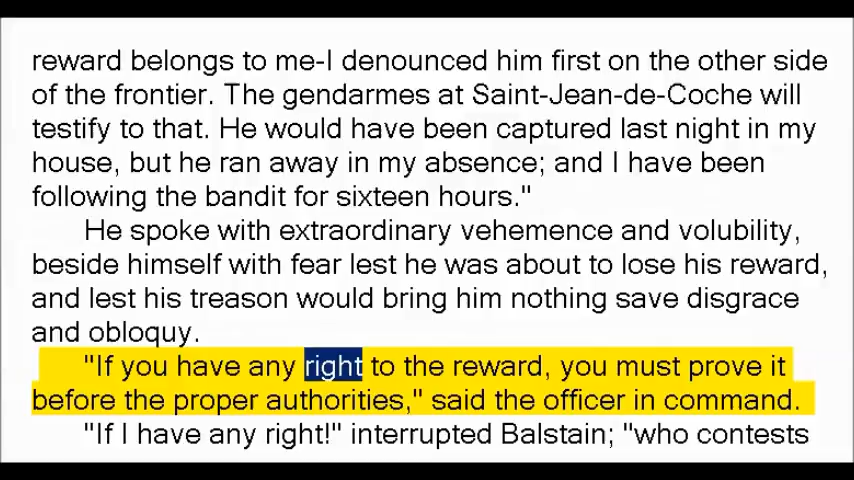 reward belongs to me-I denounced him first on the other side
of the frontier. The gendarmes at Saint-Jean-de-Coche will
testify to that. He would have been captured last night in my
house, but he ran away in my absence; and I have been
following the bandit for sixteen hours."
He spoke with extraordinary vehemence and volubility,
beside himself with fear lest he was about to lose his reward,
and lest his treason would bring him nothing save disgrace
and obloquy.
"If you have any right to the reward, you must prove it
before the proper authorities," said the officer in command.
"If I have any right!" interrupted Balstain; "who contests